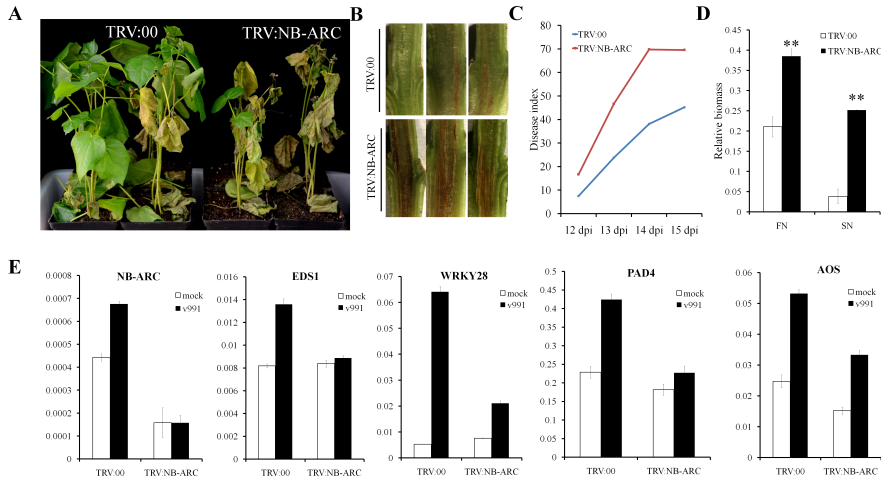 A
TRV:00
TRV:NB-ARC
B
TRV:00
TRV:NB-ARC
C
TRV:00
TRV:NB-ARC
Disease index
80
70
60
50
40
30
20
10
0
12 dpi 13 dpi 14 dpi 15 dpi
D
TRV:00
TRV:NB-ARC
Relative biomass
0.45
0.4
0.35
0.3
0.25
0.2
0.15
0.1
0.05
0
**
**
FN SN
E
NB-ARC
mock
v991
0.0008
0.0007
0.0006
0.0005
0.0004
0.0003
0.0002
0.0001
0
TRV:00 TRV:NB-ARC
EDS1
mock
v991
0.016
0.014
0.012
0.01
0.008
0.006
0.004
0.002
0
TRV:00 TRV:NB-ARC
WRKY28
mock
v991
0.07
0.06
0.05
0.04
0.03
0.02
0.01
0.00
TRV:00 TRV:NB-ARC
PAD4
mock
v991
0.5
0.45
0.4
0.35
0.3
0.25
0.2
0.15
0.1
0.05
0
TRV:00 TRV:NB-ARC
AOS
mock
v991
0.06
0.05
0.04
0.03
0.02
0.01
0
TRV:00 TRV:NB-ARC